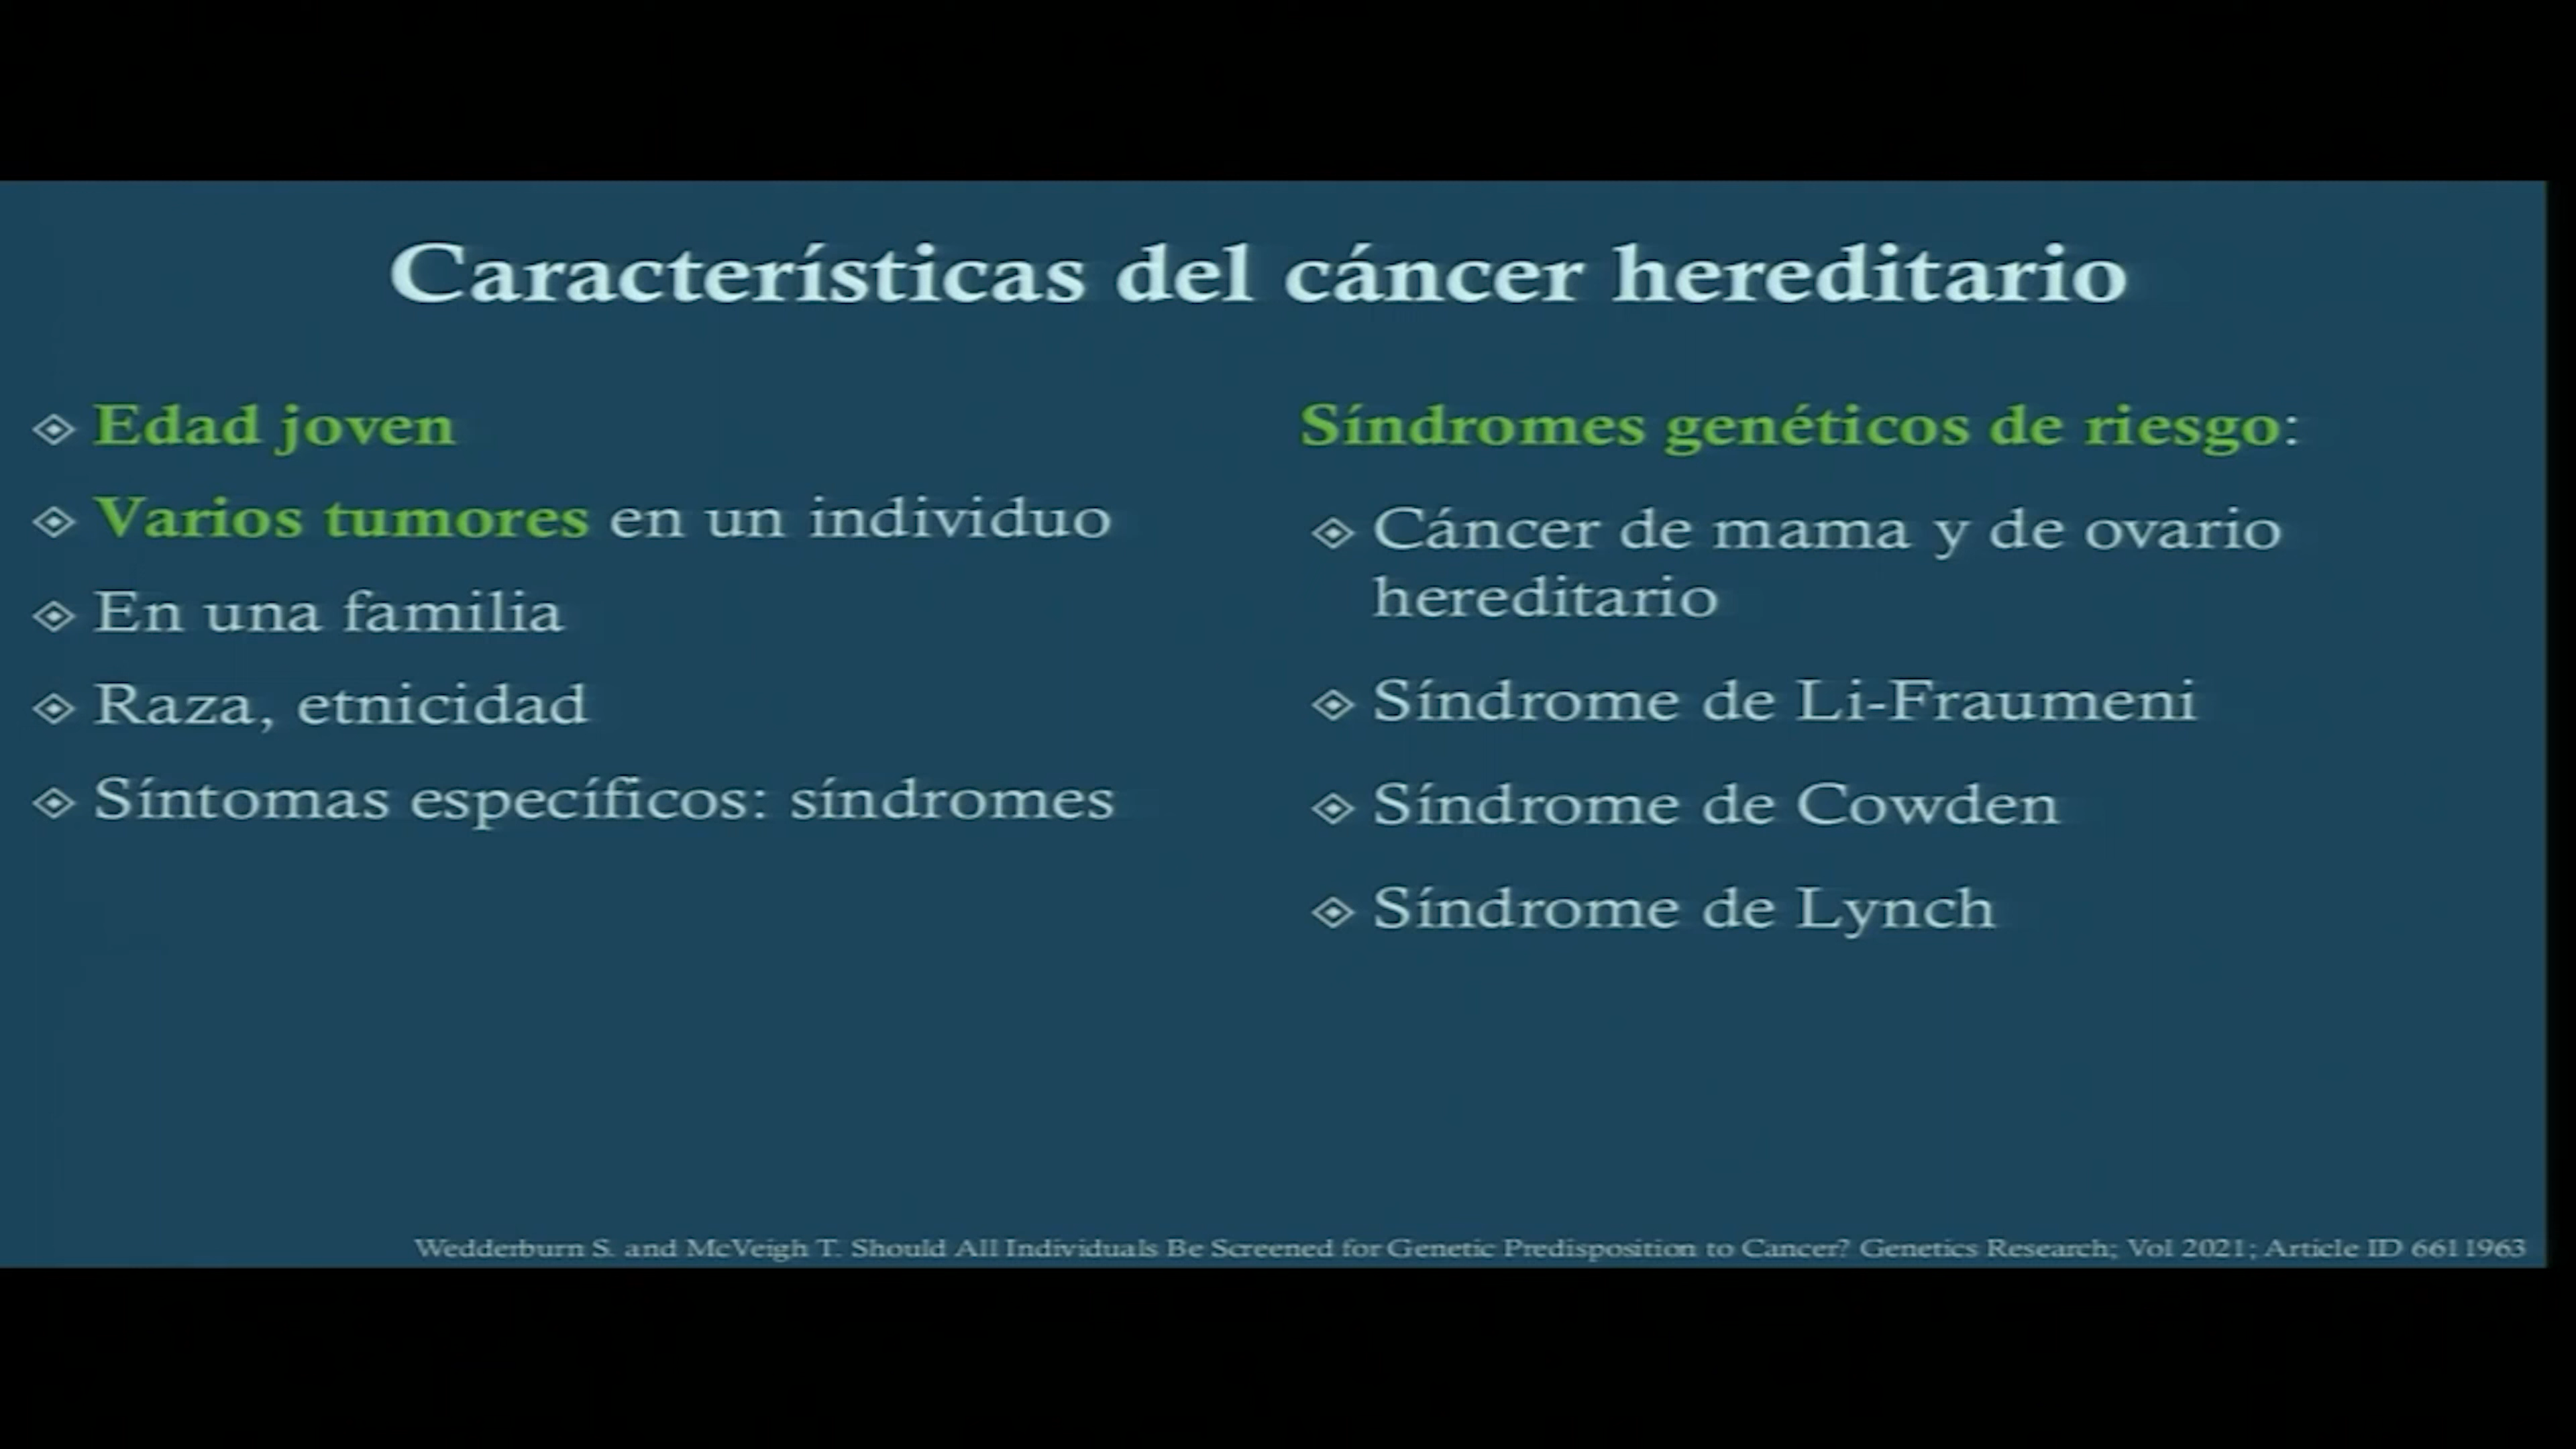 Características del cáncer hereditario
Edad joven
Varios tumores en un individuo
En una familia
Raza, etnicidad
Síntomas específicos: síndromes
Síndromes genéticos de riesgo:
Cáncer de mama y de ovario
hereditario
Síndrome de Li-Fraumeni
Síndrome de Cowden
Síndrome de Lynch
Wedderburn S. and McVeigh T. Should All Individuals Be Screened for Genetic Predisposition to Cancer? Genetics Research; Vol 2021; Article ID 6611963